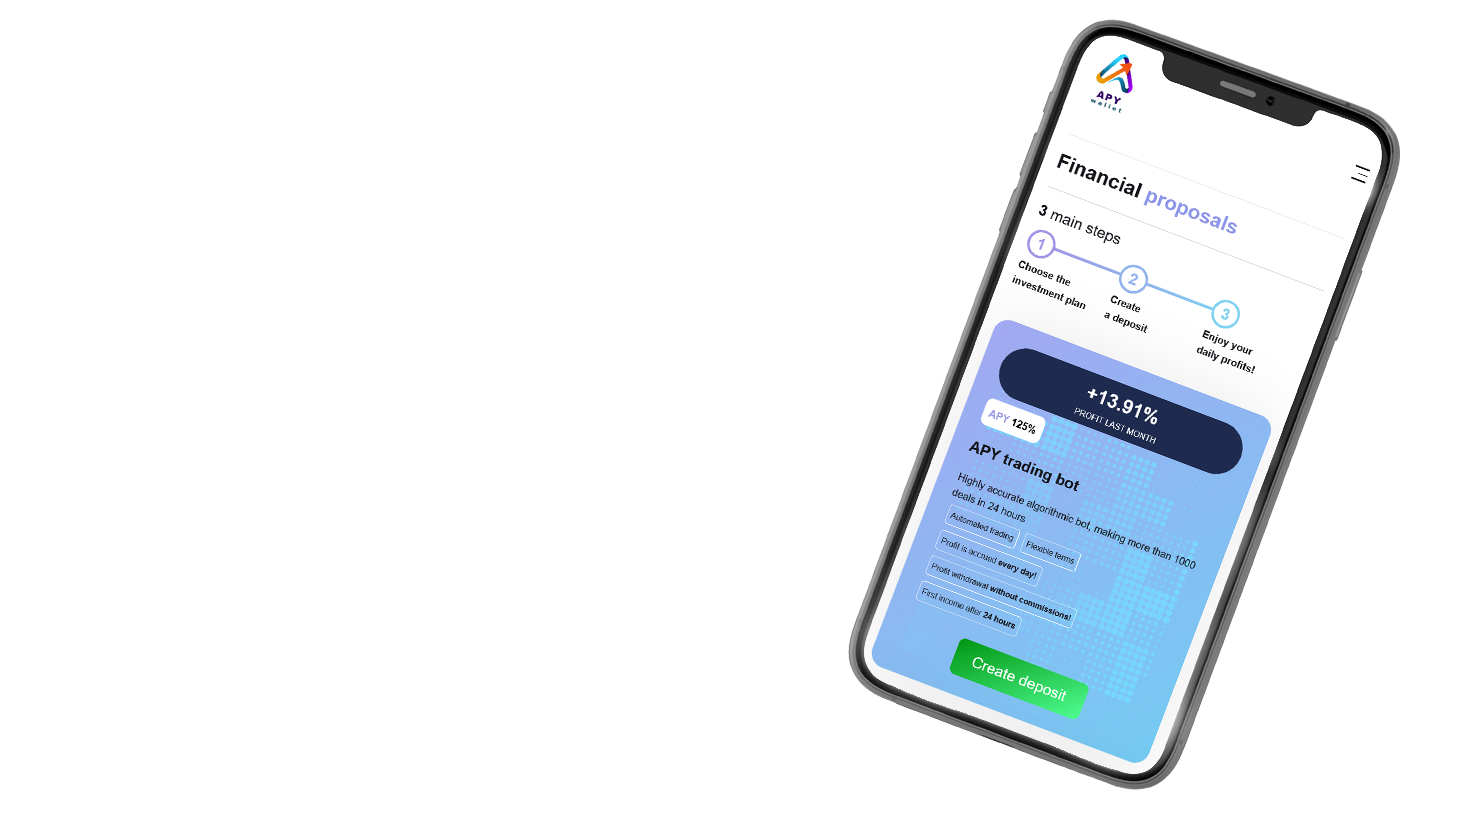 APY
wallet
Financial proposals
3 main steps
1
Choose the
investment plan
2
Create
a deposit
3
Enjoy your
daily profits!
+13.91%
PROFIT LAST MONTH
APY 125%
APY trading bot
Highly accurate algorithmic bot, making more than 1000
deals in 24 hours
Automated trading
Flexible terms
Profit is accrued every day!
Profit withdrawal without commissions!
First income after 24 hours
Create deposit